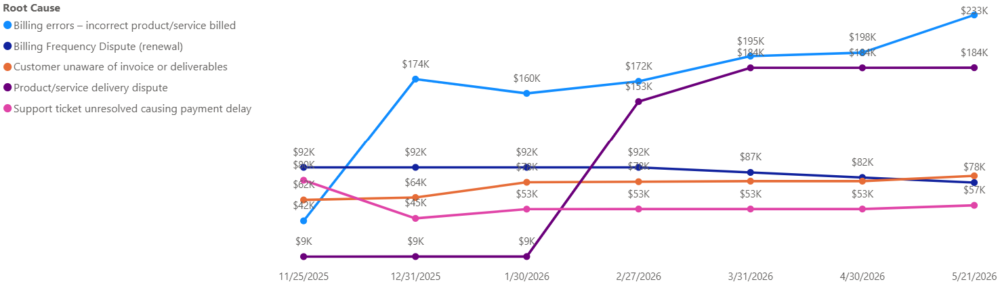 Root Cause
Billing errors – incorrect product/service billed
Billing Frequency Dispute (renewal)
Customer unaware of invoice or deliverables
Product/service delivery dispute
Support ticket unresolved causing payment delay
$233K
$195K
$198K
$184K
$184K
$184K
$174K
$172K
$160K
$153K
$92K
$92K
$92K
$92K
$87K
$82K
$78K
$80K
$62K
$64K
$57K
$53K
$53K
$53K
$53K
$42K
$45K
$9K
$9K
$9K
11/25/2025
12/31/2025
1/30/2026
2/27/2026
3/31/2026
4/30/2026
5/21/2026